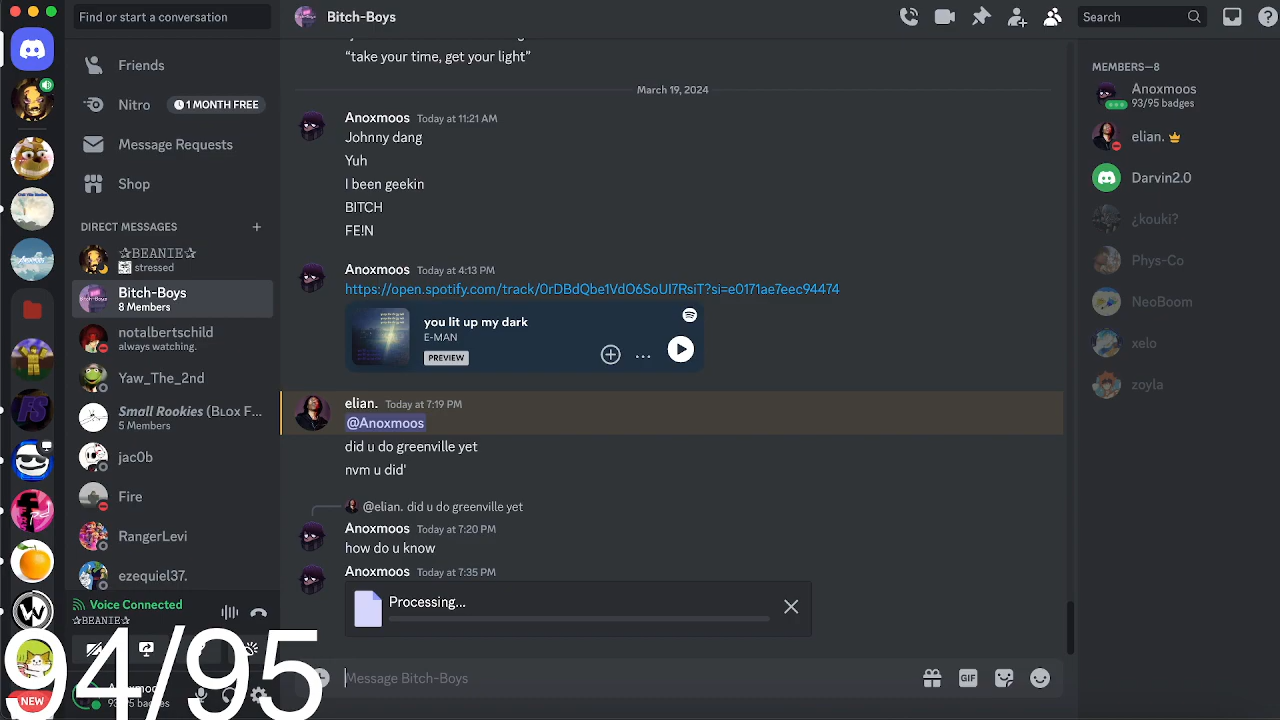 Find or start a conversation
Friends
Nitro
1 MONTH FREE
Message Requests
Shop
DIRECT MESSAGES
☆BEANIE☆
stressed
Bitch-Boys
8 Members
notalbertschild
always watching.
Yaw_The_2nd
Small Rookies (BLox F...
5 Members
jac0b
Fire
RangerLevi
ezequiel37.
Voice Connected
☆BEANIE☆
94/95
NEW
Bitch-Boys
Search
“take your time, get your light”
March 19, 2024
Anoxmoos Today at 11:21 AM
Johnny dang
Yuh
I been geekin
BITCH
FE!N
Anoxmoos Today at 4:13 PM
https://open.spotify.com/track/0rDBdQbe1VdO6SoUI7RsiT?si=e0171ae7eec94474
you lit up my dark
E-MAN
PREVIEW
elian. Today at 7:19 PM
@Anoxmoos
did u do greenville yet
nvm u did'
@elian. did u do greenville yet
Anoxmoos Today at 7:20 PM
how do u know
Anoxmoos Today at 7:35 PM
Processing...
Message Bitch-Boys
GIF
MEMBERS—8
Anoxmoos
93/95 badges
elian.
Darvin2.0
¿kouki?
Phys-Co
NeoBoom
xelo
zoyla